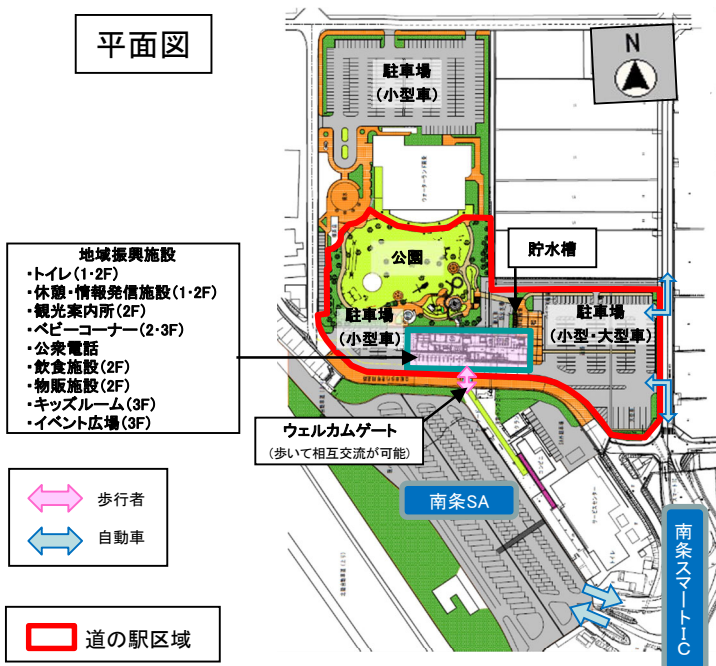 平面図
N
駐車場
(小型車)
公園
貯水槽
地域振興施設
・トイレ(1・2F)
・休憩・情報発信施設(1・2F)
・観光案内所(2F)
・ベビーコーナー(2・3F)
・公衆電話
・飲食施設(2F)
・物販施設(2F)
・キッズルーム(3F)
・イベント広場(3F)
駐車場
(小型車)
駐車場
(小型・大型車)
ウェルカムゲート
(歩いて相互交流が可能)
歩行者
自動車
南条SA
南条スマートIC
道の駅区域